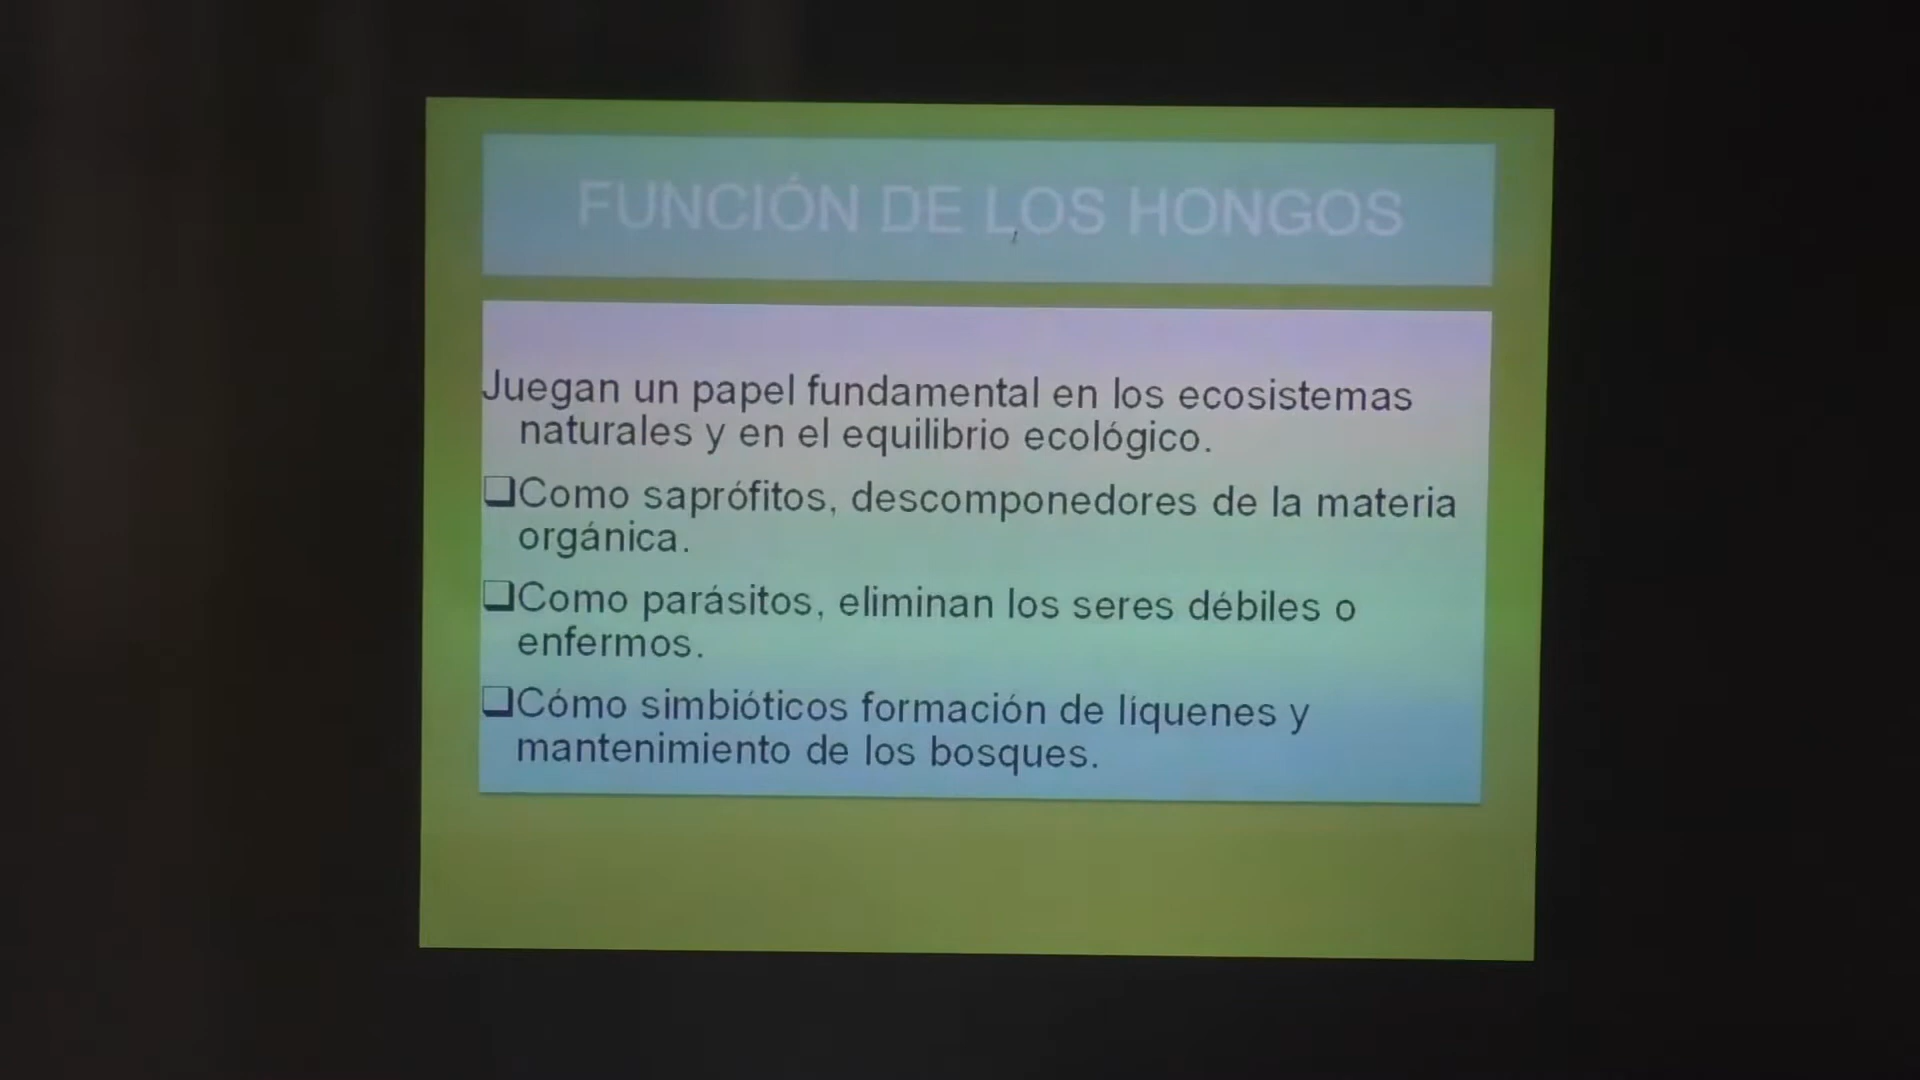 FUNCIÓN DE LOS HONGOS
Juegan un papel fundamental en los ecosistemas
naturales y en el equilibrio ecológico.
❑Como saprófitos, descomponedores de la materia
orgánica.
❑Como parásitos, eliminan los seres débiles o
enfermos.
❑Cómo simbióticos formación de líquenes y
mantenimiento de los bosques.